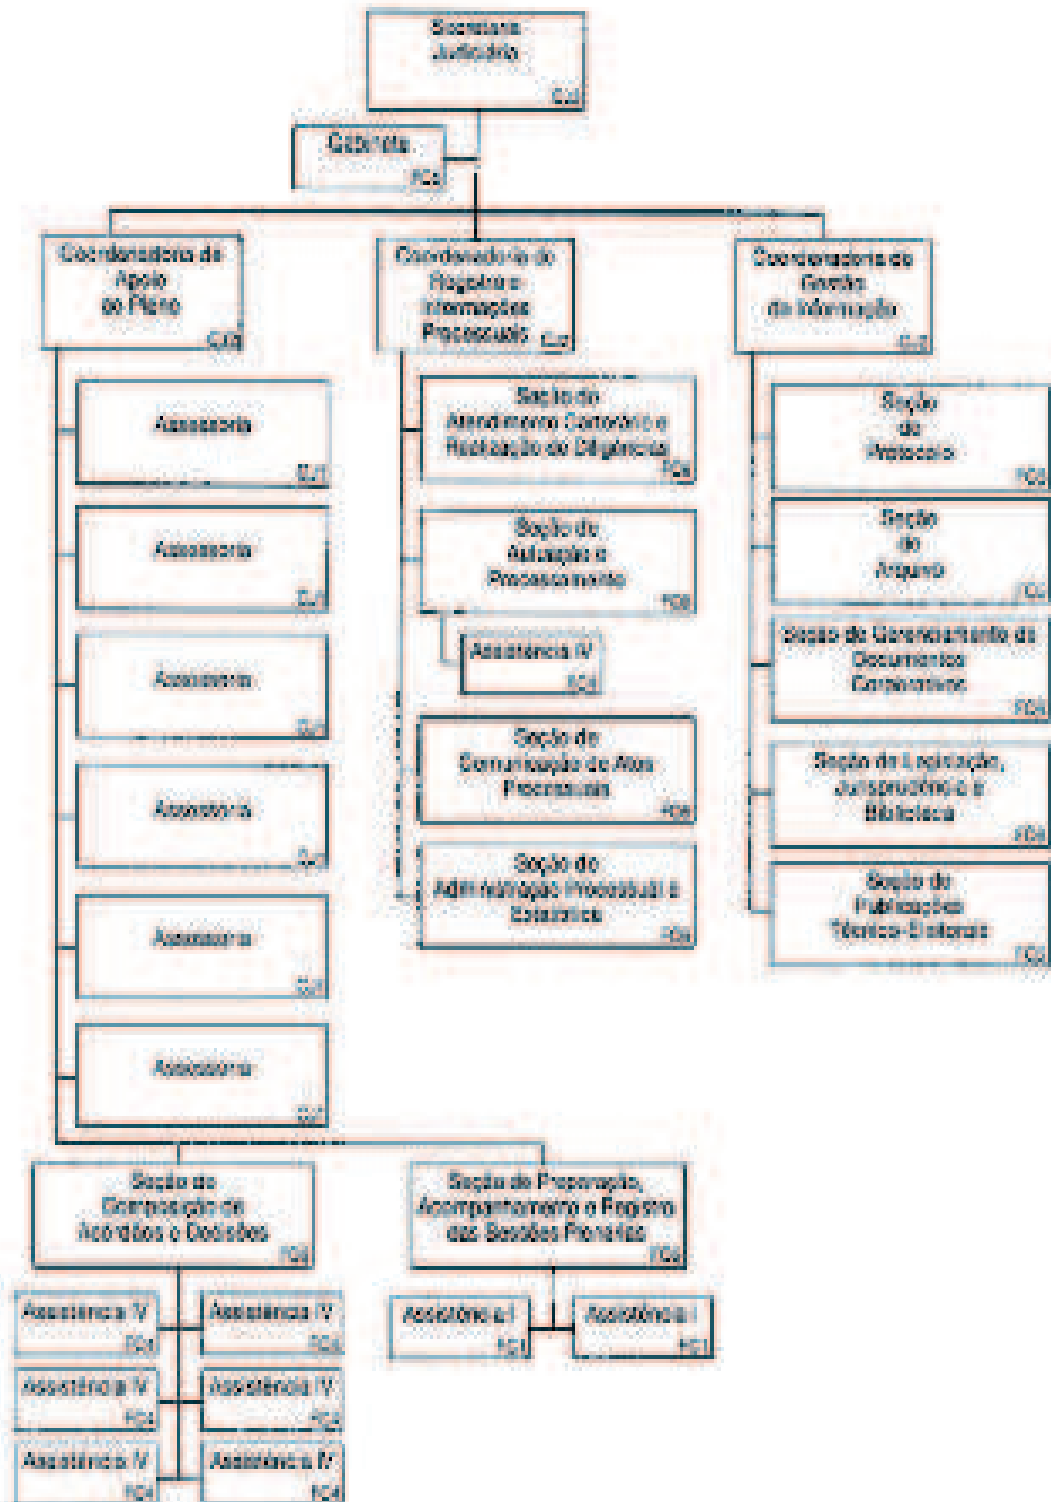 Secretaria
Judiciária
CJ3
Gabinete
FC6
Coordenadoria de
Apoio
ao Pleno
CJ2
Coordenadoria de
Registro e
Informações
Processuais
CJ2
Coordenadoria de
Gestão
da Informação
CJ2
Assessoria
CJ1
Assessoria
CJ1
Assessoria
CJ1
Assessoria
CJ1
Assessoria
CJ1
Assessoria
CJ1
Seção de
Atendimento Cartorário e
Realização de Diligências
FC6
Seção de
Autuação e
Processamento
FC6
Assistência IV
Seção de
Comunicação de Atos
Processuais
FC6
Seção de
Administração Processual e
Estatística
FC6
Seção
de
Protocolo
FC6
Seção
de
Arquivo
Seção de Gerenciamento de
Documentos
Corporativos
FC6
Seção de Legislação,
Jurisprudência e
Biblioteca
FC6
Seção de
Publicações
Técnico-Eleitorais
FC6
Seção de
Composição de
Acórdãos e Decisões
FC6
Seção de Preparação,
Acompanhamento e Registro
das Sessões Plenárias
FC6
Assistência IV
FC4
Assistência IV
FC4
Assistência I
FC1
Assistência I
FC1
Assistência IV
FC4
Assistência IV
FC4
Assistência IV
FC4
Assistência IV
FC4